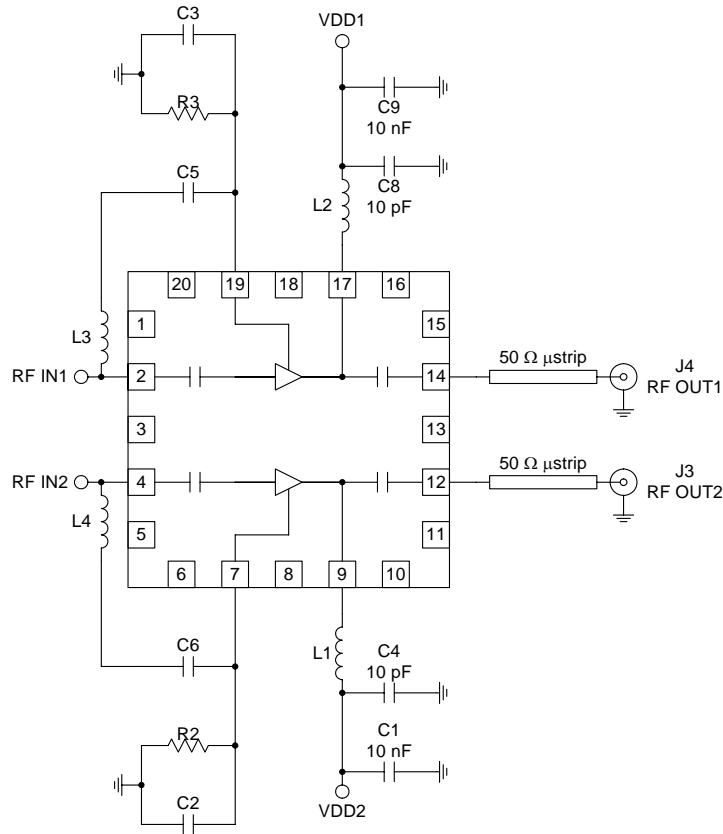 C3
VDD1
R3
C9
10 nF
C5
C8
10 pF
L2
20
19
18
17
16
L3
1
15
RF IN1
2
14
50 Ω µstrip
J4
RF OUT1
3
13
RF IN2
4
12
50 Ω µstrip
J3
RF OUT2
L4
5
11
6
7
8
9
10
C6
L1
C4
10 pF
R2
C1
10 nF
C2
VDD2